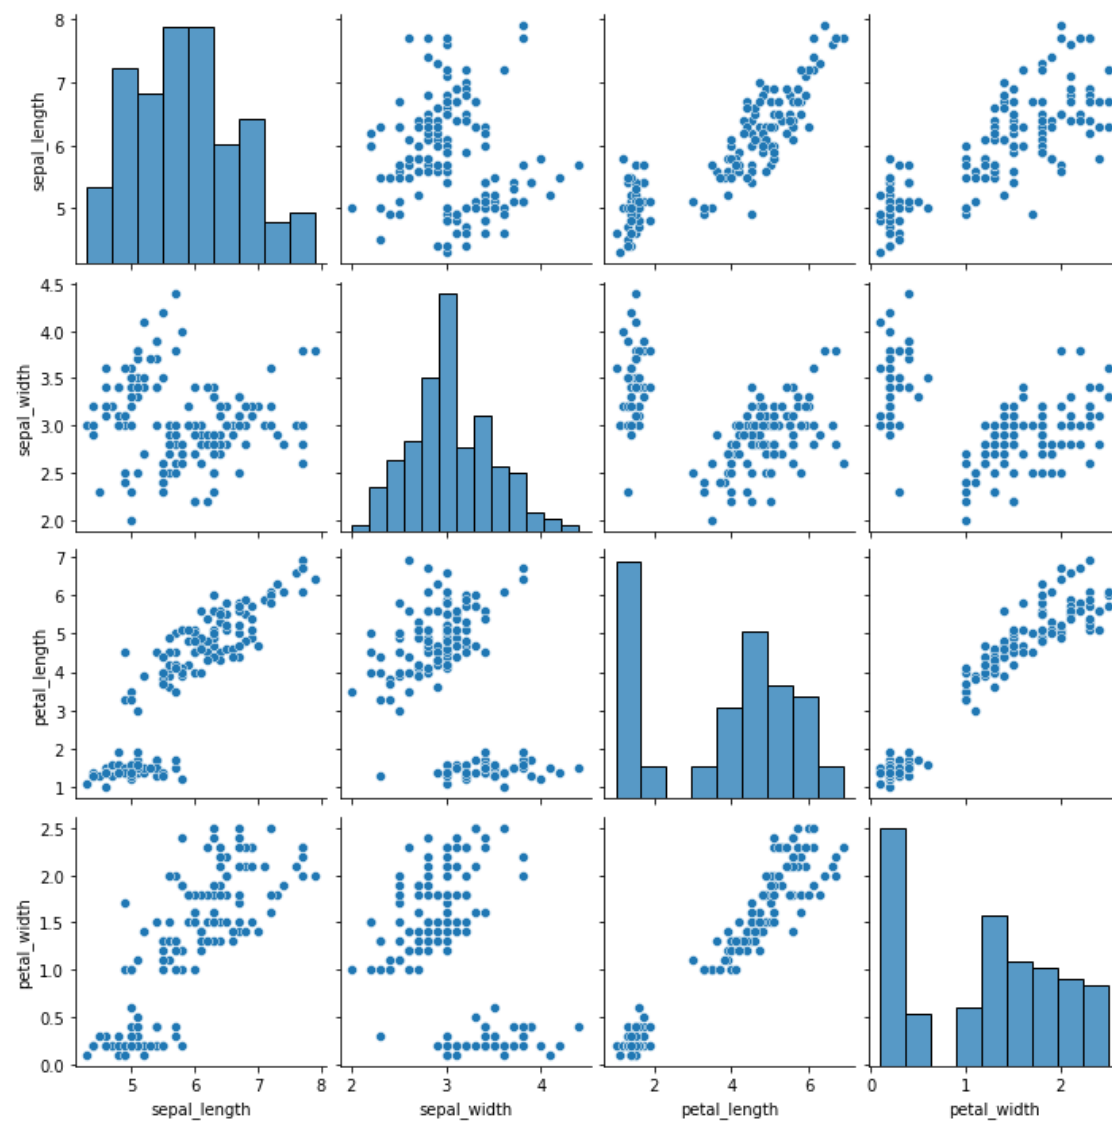 8
7
6
5
sepal_length
4.5
4.0
3.5
3.0
2.5
2.0
sepal_width
7
6
5
4
3
2
1
petal_length
2.5
2.0
1.5
1.0
0.5
0.0
petal_width
5 6 7 8
2 3 4
2 4 6
0 1 2
sepal_length sepal_width petal_length petal_width